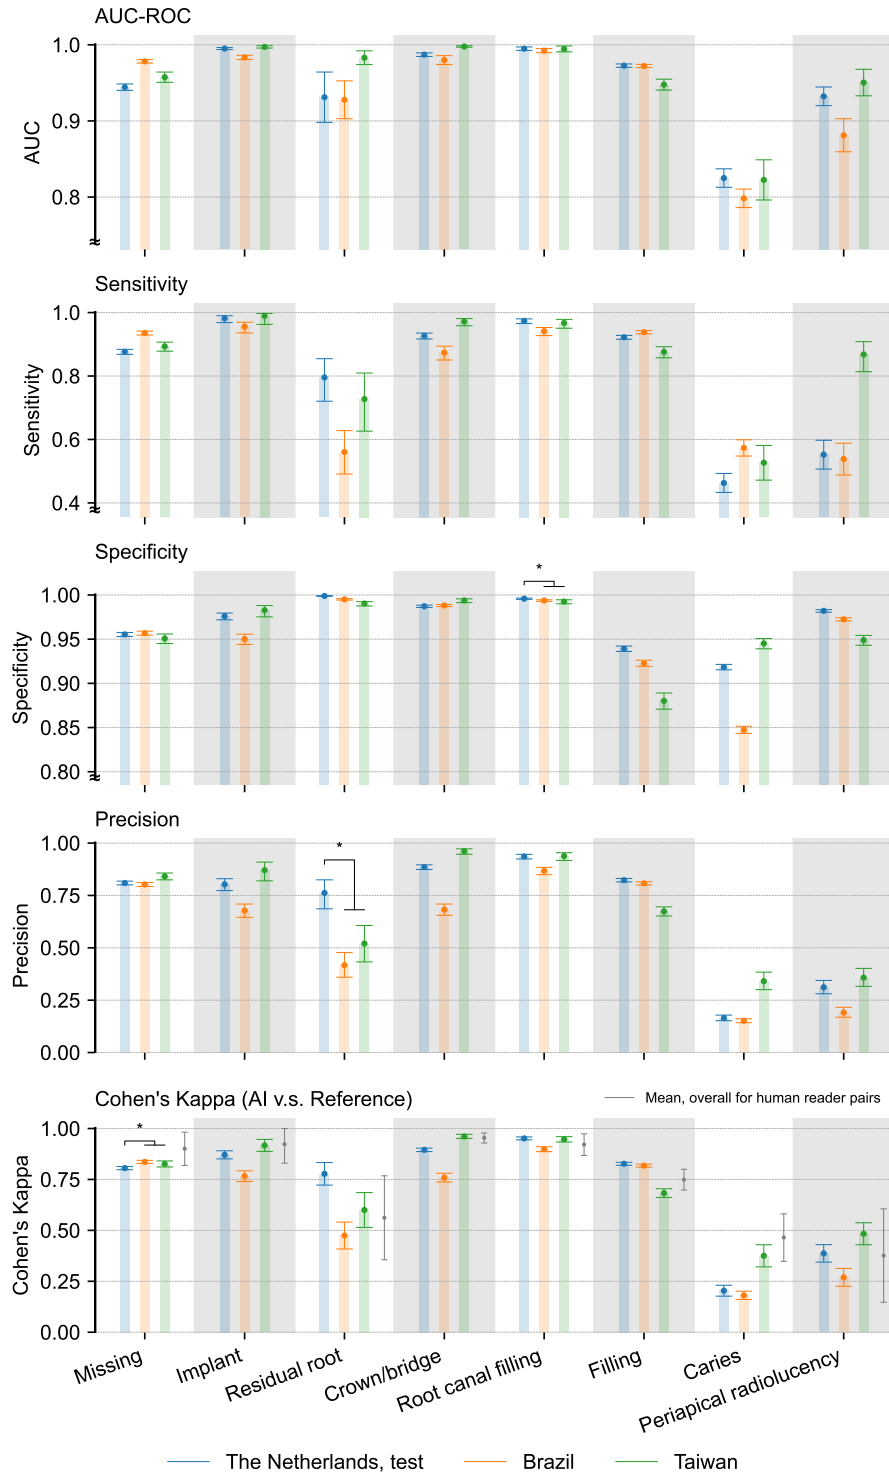 AUC-ROC
1.0
0.9
0.8
AUC
Sensitivity
1.0
0.8
0.6
0.4
Sensitivity
Specificity
*
1.00
0.95
0.90
0.85
0.80
Specificity
Precision
*
1.00
0.75
0.50
0.25
0.00
Precision
Cohen's Kappa (AI v.s. Reference)
Mean, overall for human reader pairs
*
1.00
0.75
0.50
0.25
0.00
Cohen's Kappa
Missing
Implant
Residual root
Crown/bridge
Root canal filling
Filling
Caries
Periapical radiolucency
The Netherlands, test
Brazil
Taiwan